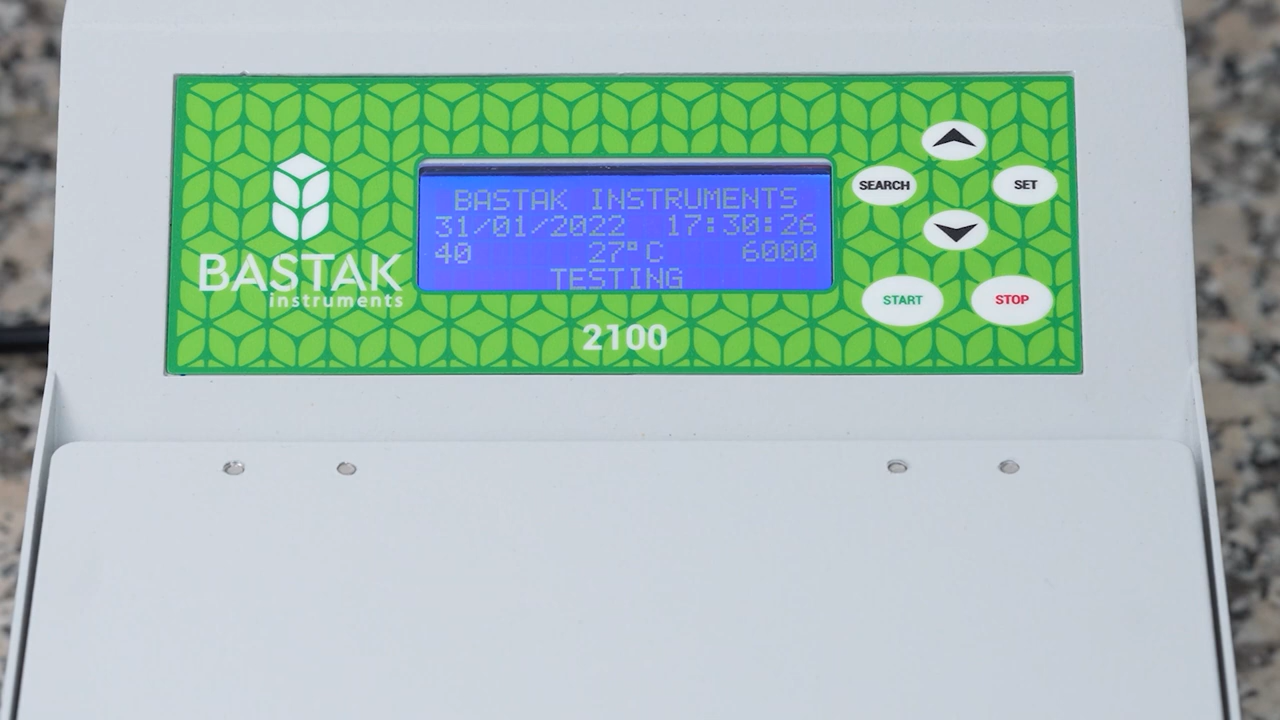 BASTAK
instruments
BASTAK INSTRUMENTS
31/01/2022 17:30:26
40 27°C 6000
TESTING
2100
SEARCH
SET
START
STOP